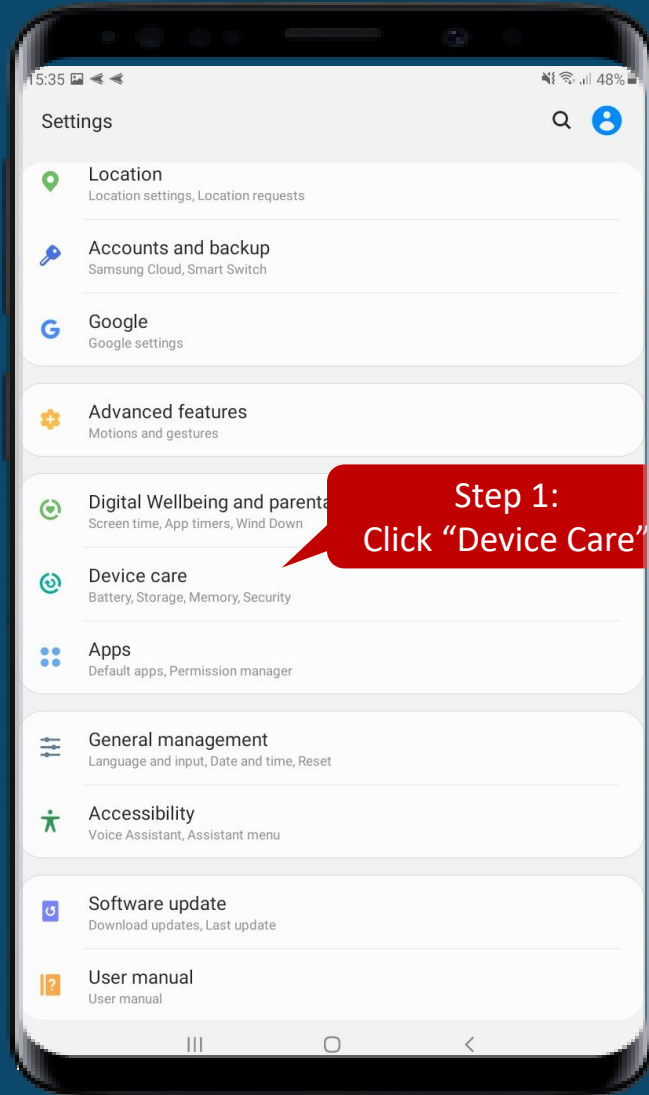 15:35 48%
Settings
Location
Location settings, Location requests
Accounts and backup
Samsung Cloud, Smart Switch
G Google
Google settings
Advanced features
Motions and gestures
Digital Wellbeing and parenta
Screen time, App timers, Wind Down
Step 1:
Click “Device Care”
Device care
Battery, Storage, Memory, Security
Apps
Default apps, Permission manager
General management
Language and input, Date and time, Reset
Accessibility
Voice Assistant, Assistant menu
Software update
Download updates, Last update
? User manual
User manual